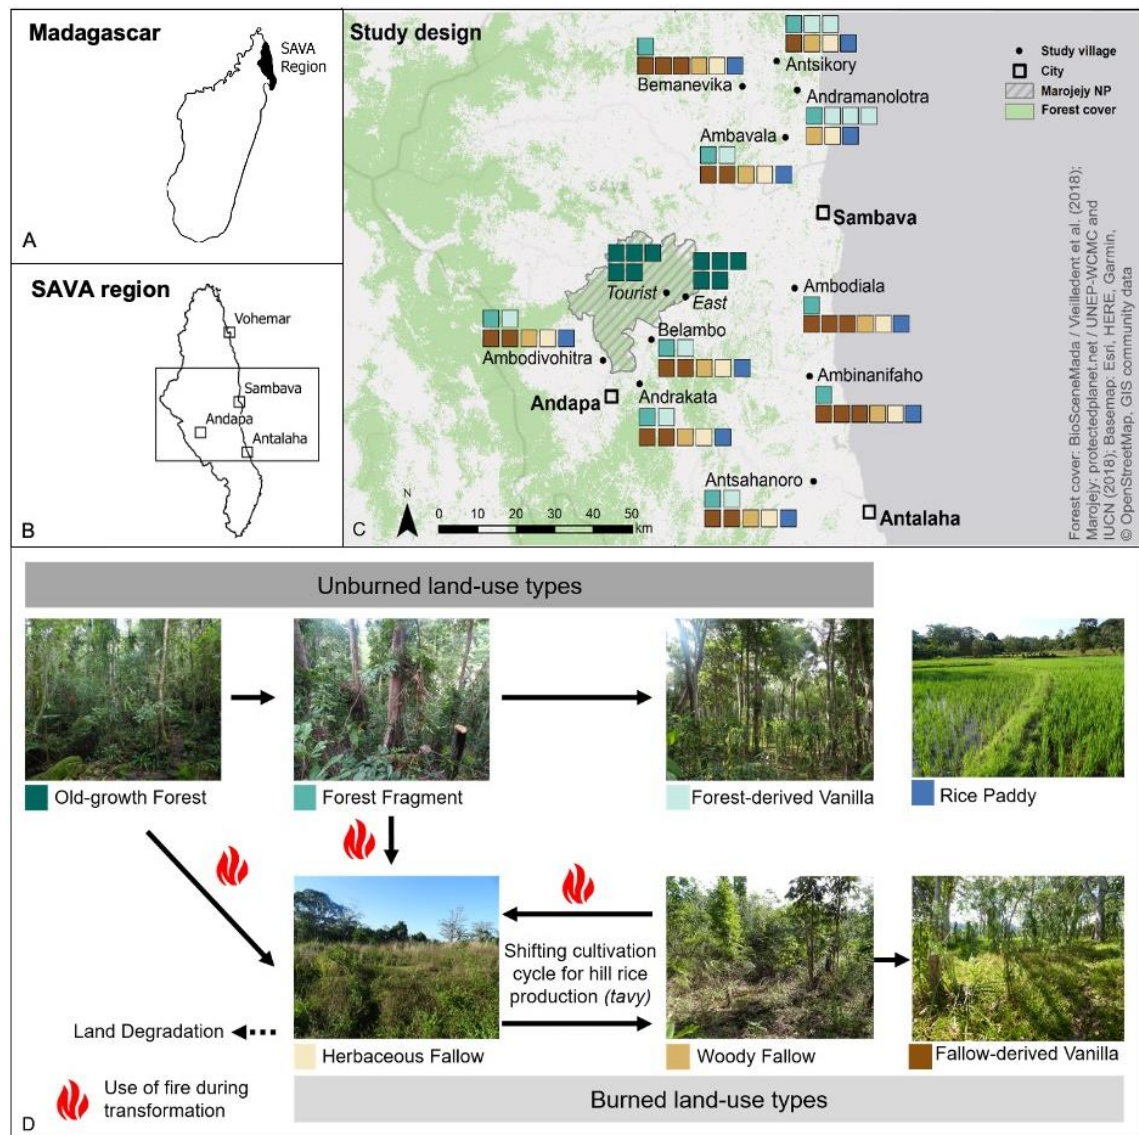 Madagascar
SAVA
Region
A
SAVA region
Vohemar
Sambava
Andapa
Antalaha
B
Study design
Study village
City
Marojejy NP
Forest cover
Antsikory
Bemanevika
Andramanolotra
Ambavala
SAVA
Sambava
Tourist
East
Ambodiala
Belambo
Ambodivohitra
Ambinanifaho
Andrakata
Andapa
Antsahanoro
Antalaha
N
0 10 20 30 40 50
km
C
Forest cover: BioSceneMada / Vieilledent et al. (2018);
Marojejy: protectedplanet.net / UNEP-WCMC and
IUCN (2018); Basemap: Esri, HERE, Garmin,
© OpenStreetMap, GIS community data
Unburned land-use types
Old-growth Forest
Forest Fragment
Forest-derived Vanilla
Rice Paddy
Shifting cultivation
cycle for hill rice
production (tavy)
Land Degradation
Herbaceous Fallow
Woody Fallow
Fallow-derived Vanilla
Use of fire during
transformation
Burned land-use types
D